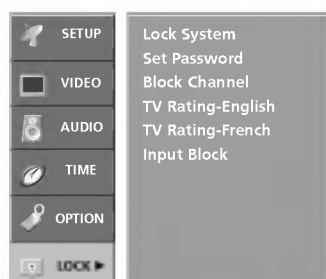 SETUP
VIDEO
AUDIO
TIME
OPTION
LOCK ►
Lock System
Set Password
Block Channel
TV Rating-English
TV Rating-French
Input Block